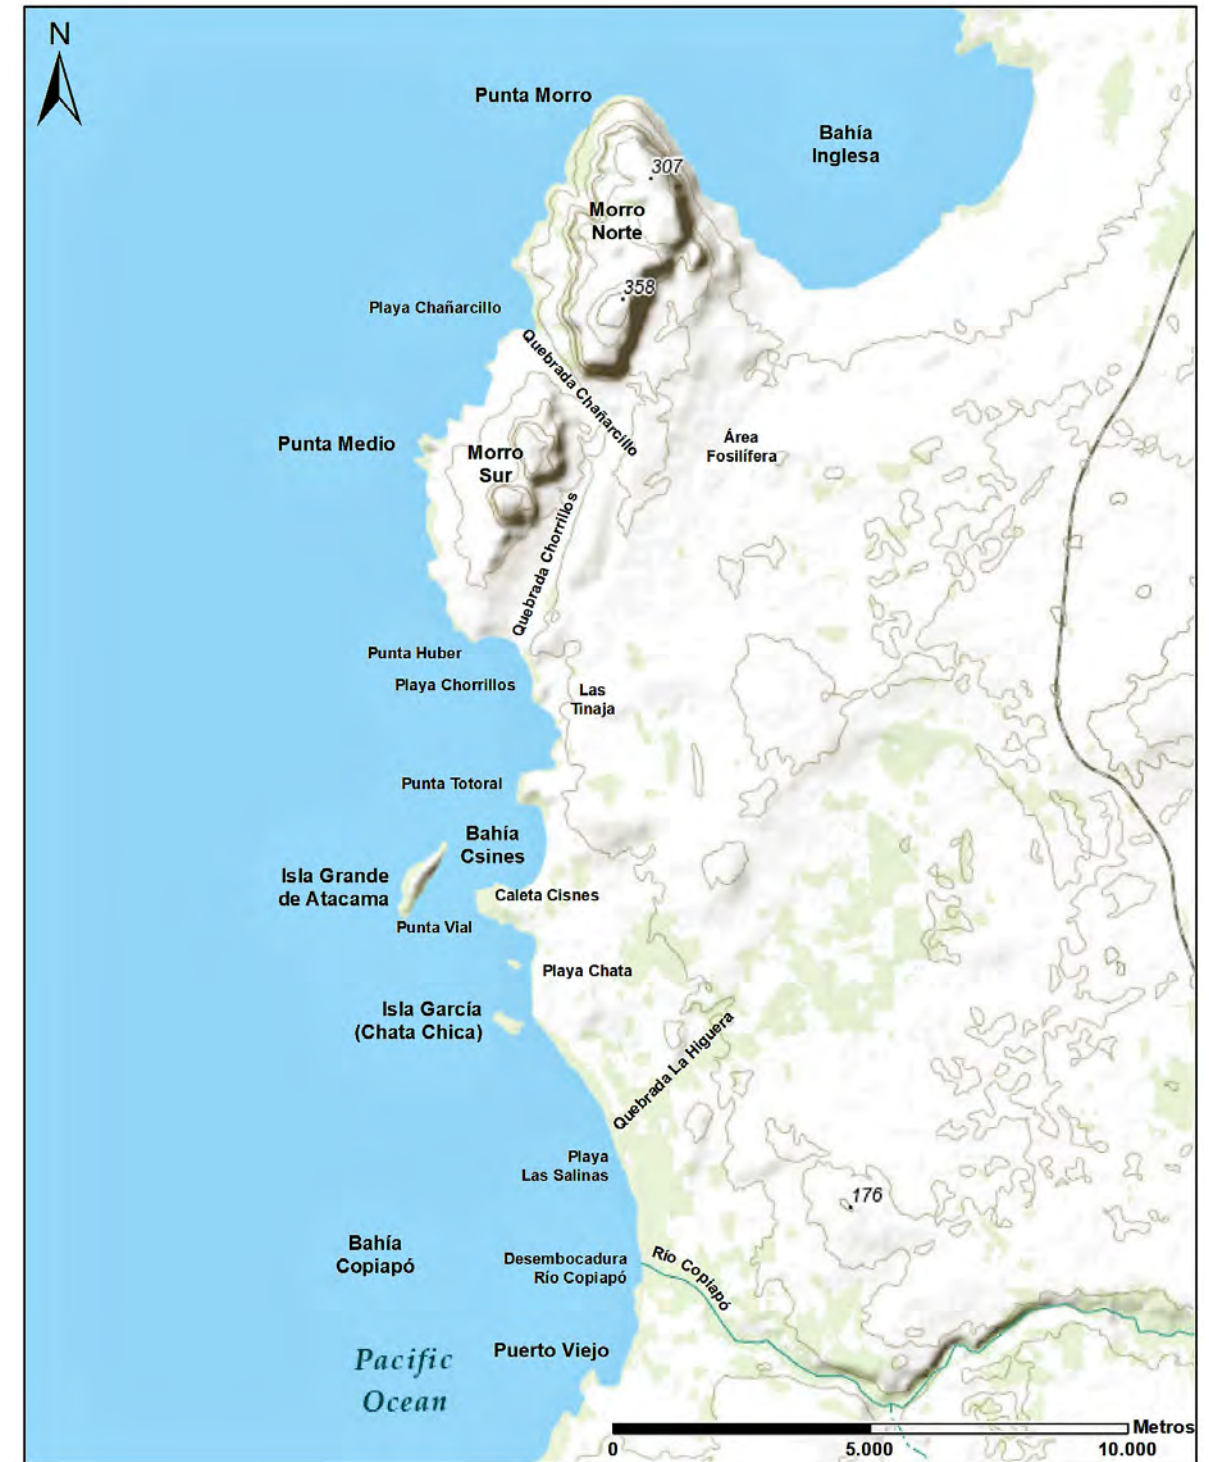 N
Punta Morro
Bahía
Inglesa
307
Morro
Norte
358
Playa Chañarcillo
Quebrada Chañarcillo
Punta Medio
Morro
Sur
Área
Fosilífera
Quebrada Chorrillos
Punta Huber
Playa Chorrillos
Las
Tinaja
Punta Totoral
Bahía
Csines
Isla Grande
de Atacama
Caleta Cisnes
Punta Vial
Playa Chata
Isla García
(Chata Chica)
Quebrada La Higuera
Playa
Las Salinas
176
Bahía
Copiapó
Desembocadura
Río Copiapó
Río Copiapó
Puerto Viejo
Pacific
Ocean
Metros
0
5.000
10.000